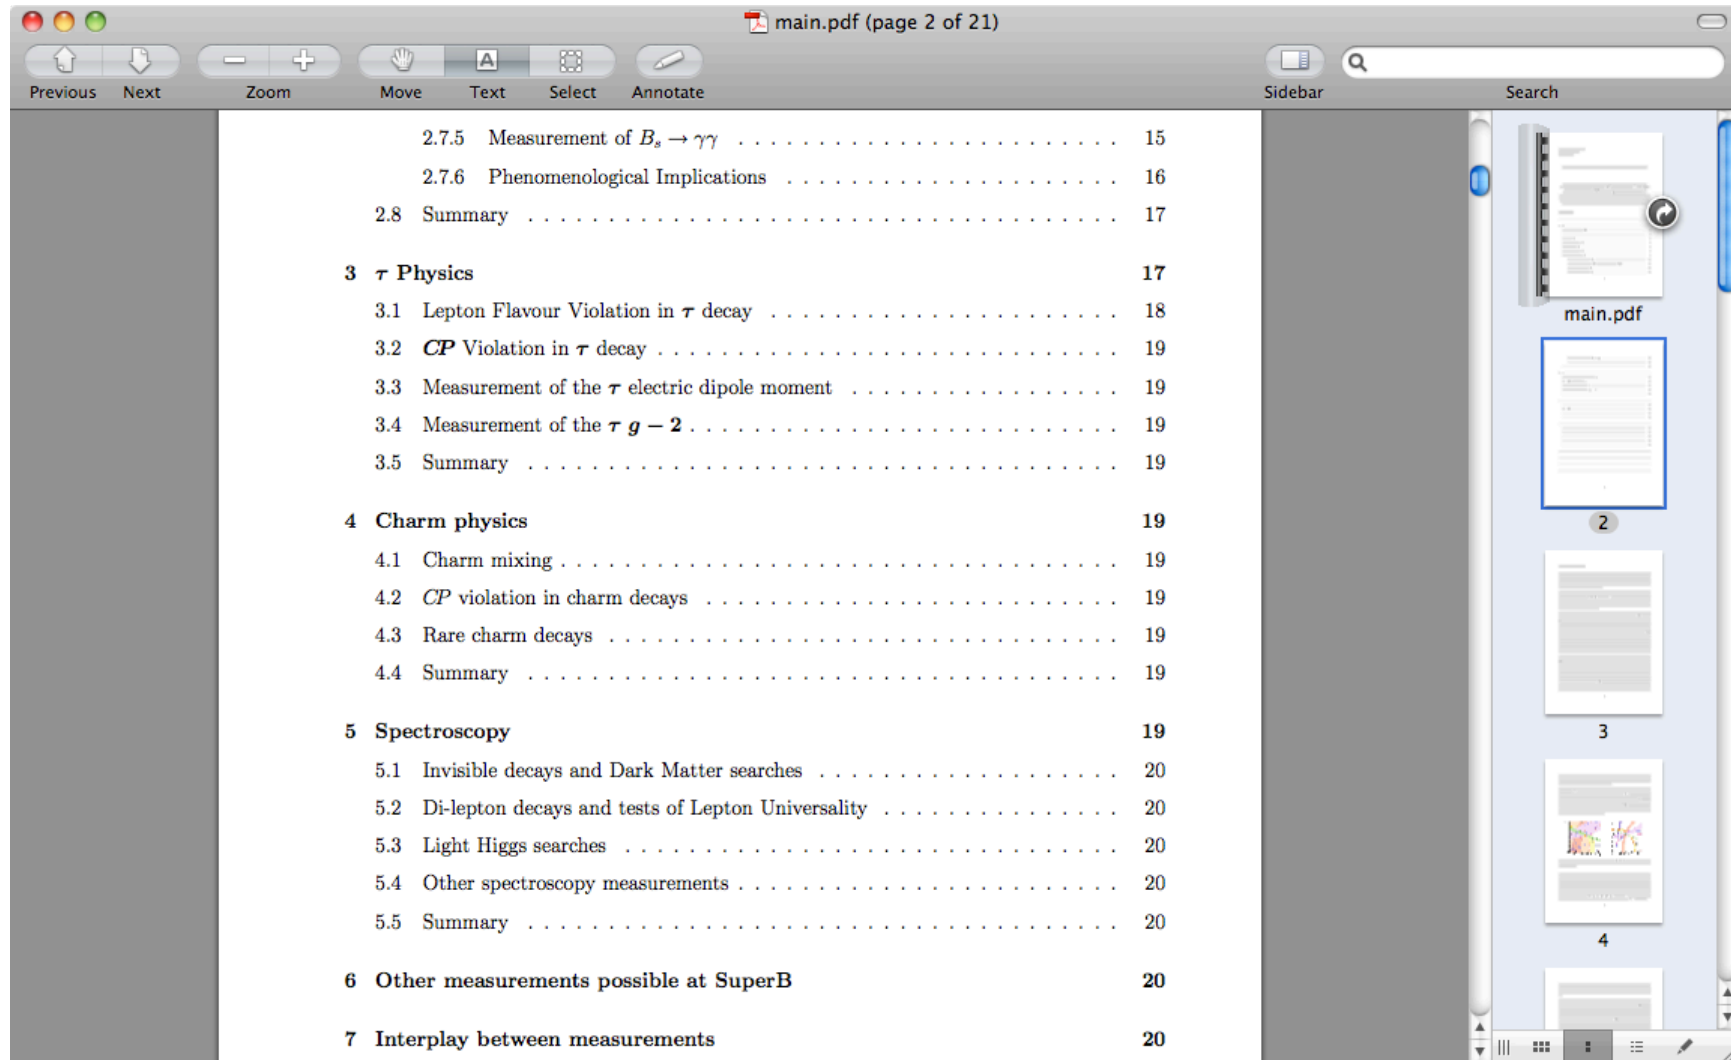 main.pdf (page 2 of 21)
Previous Next Zoom Move Text Select Annotate Sidebar Search
2.7.5 Measurement of B_s → γγ . . . . . . . . . . . . . . . . . . . . . . . . 15
2.7.6 Phenomenological Implications . . . . . . . . . . . . . . . . . . . . . 16
2.8 Summary . . . . . . . . . . . . . . . . . . . . . . . . . . . . . . . 17
3 τ Physics 17
3.1 Lepton Flavour Violation in τ decay . . . . . . . . . . . . . . . . . . . . . . 18
3.2 CP Violation in τ decay . . . . . . . . . . . . . . . . . . . . . . . . . . 19
3.3 Measurement of the τ electric dipole moment . . . . . . . . . . . . . . . . . 19
3.4 Measurement of the τ g − 2 . . . . . . . . . . . . . . . . . . . . . . . . 19
3.5 Summary . . . . . . . . . . . . . . . . . . . . . . . . . . . . . . . 19
4 Charm physics 19
4.1 Charm mixing . . . . . . . . . . . . . . . . . . . . . . . . . . . . . 19
4.2 CP violation in charm decays . . . . . . . . . . . . . . . . . . . . . . . . 19
4.3 Rare charm decays . . . . . . . . . . . . . . . . . . . . . . . . . . . . 19
4.4 Summary . . . . . . . . . . . . . . . . . . . . . . . . . . . . . . . 19
5 Spectroscopy 19
5.1 Invisible decays and Dark Matter searches . . . . . . . . . . . . . . . . . . . 20
5.2 Di-lepton decays and tests of Lepton Universality . . . . . . . . . . . . . . . 20
5.3 Light Higgs searches . . . . . . . . . . . . . . . . . . . . . . . . . . . 20
5.4 Other spectroscopy measurements . . . . . . . . . . . . . . . . . . . . . . 20
5.5 Summary . . . . . . . . . . . . . . . . . . . . . . . . . . . . . . . 20
6 Other measurements possible at SuperB 20
7 Interplay between measurements 20
main.pdf
2
3
4